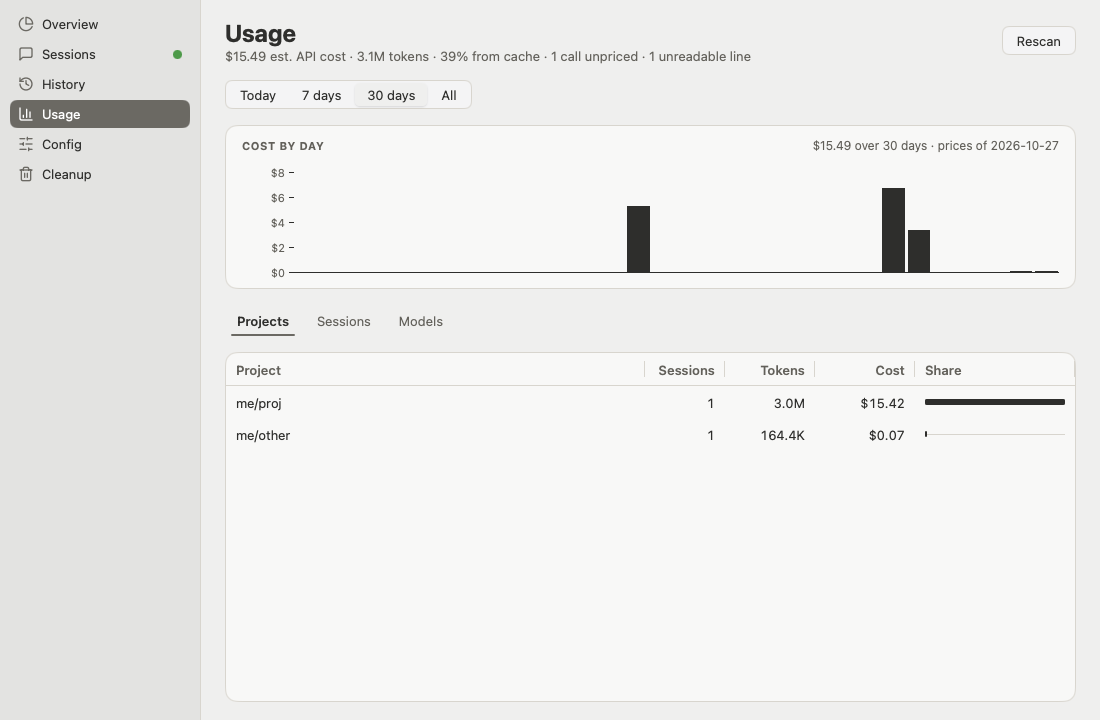 Overview
Sessions
History
Usage
Config
Cleanup
Usage
$15.49 est. API cost · 3.1M tokens · 39% from cache · 1 call unpriced · 1 unreadable line
Rescan
Today 7 days 30 days All
COST BY DAY
$15.49 over 30 days · prices of 2026-10-27
$8
$6
$4
$2
$0
Projects Sessions Models
Project Sessions Tokens Cost Share
me/proj 1 3.0M $15.42
me/other 1 164.4K $0.07